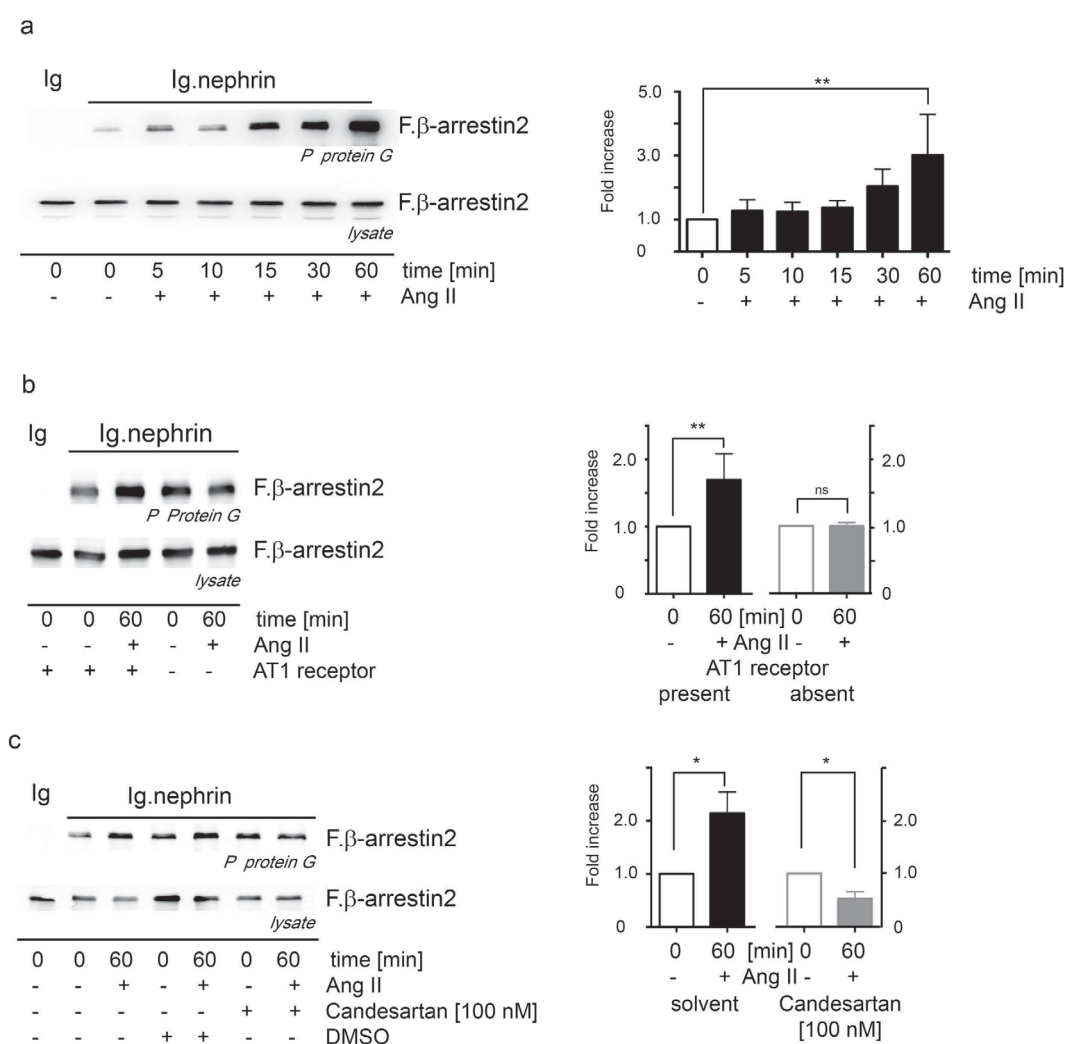 a
Ig Ig.nephrin
F.β-arrestin2
P protein G
F.β-arrestin2
lysate
0 0 5 10 15 30 60 time [min]
- - + + + + + Ang II
**
5.0
3.0
1.0
0
Fold increase
0 5 10 15 30 60 time [min]
- + + + + + Ang II
b
Ig Ig.nephrin
F.β-arrestin2
P Protein G
F.β-arrestin2
lysate
0 0 60 0 60 time [min]
- - + - + Ang II
+ + + - - AT1 receptor
Fold increase
** ns
2.0 2.0
1.0 1.0
0 0
0 60 [min] 0 60
- + Ang II - +
AT1 receptor
present absent
c
Ig Ig.nephrin
F.β-arrestin2
P protein G
F.β-arrestin2
lysate
0 0 60 0 60 0 60 time [min]
- - + - + - + Ang II
- - - - - + + Candesartan [100 nM]
- - - + + - - DMSO
Fold increase
* *
2.0 2.0
1.0 1.0
0 0
0 60 [min] 0 60
- + Ang II - +
solvent Candesartan
[100 nM]